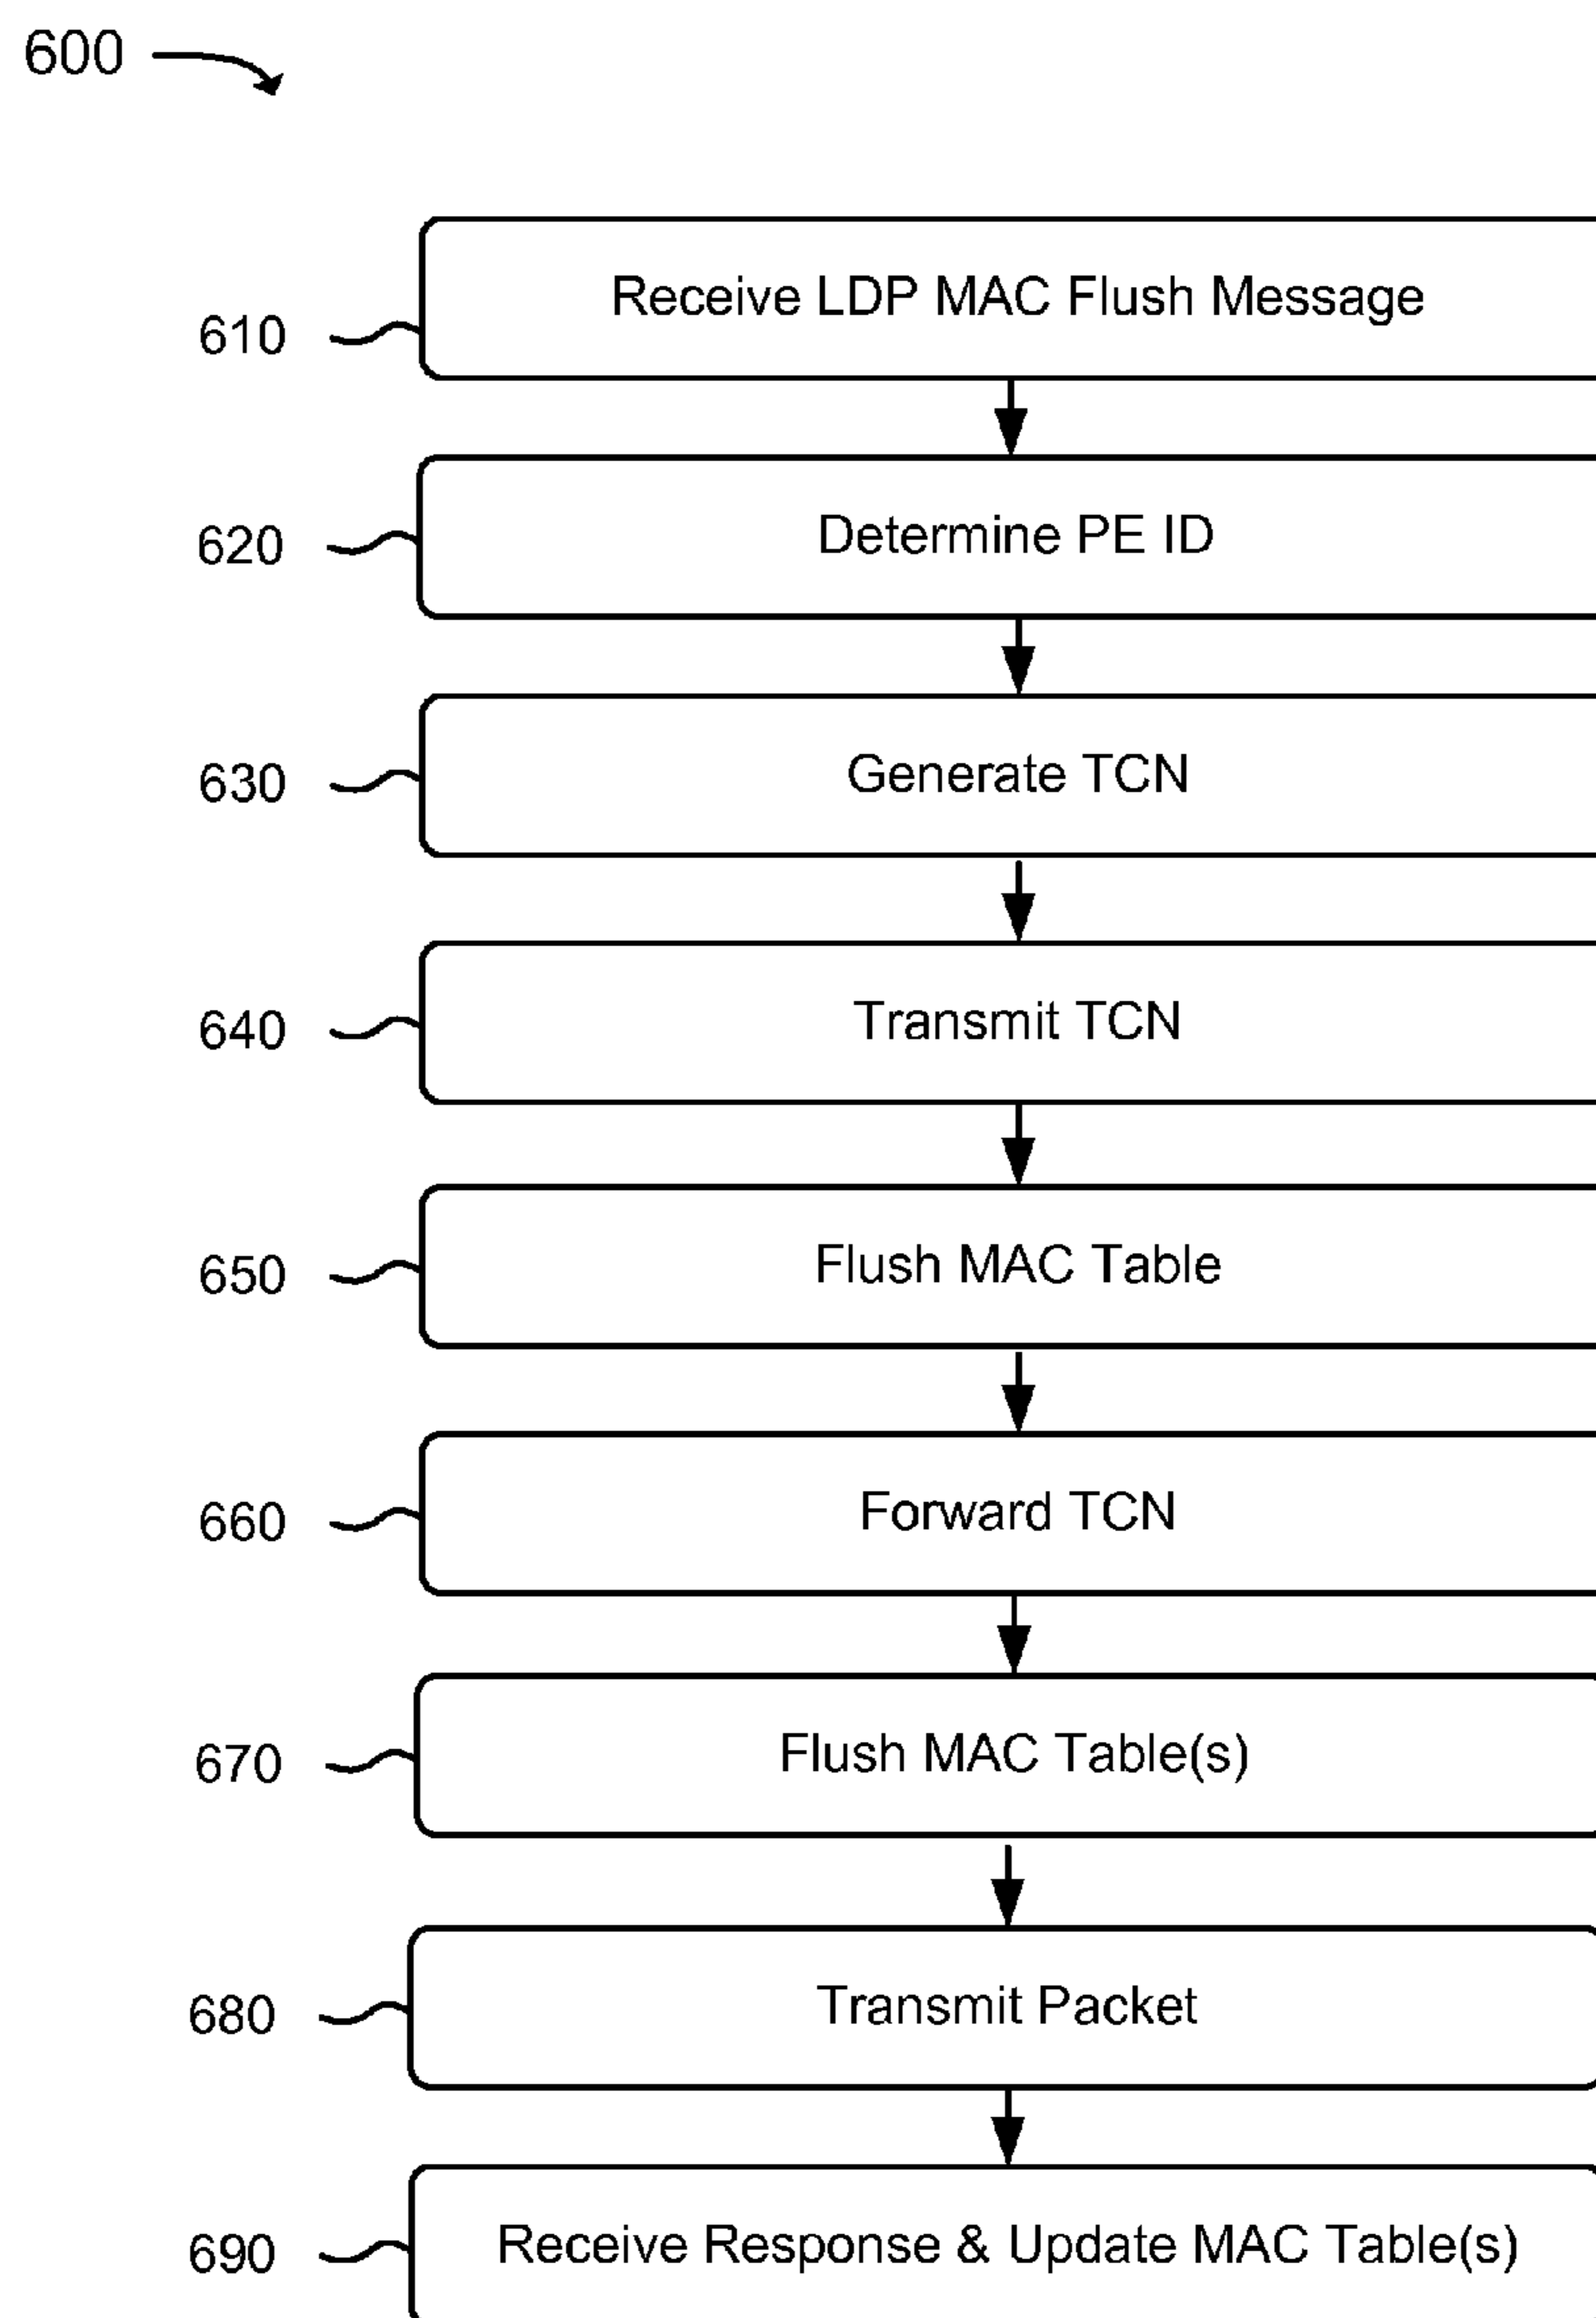 600
Receive LDP MAC Flush Message
610
Determine PE ID
620
Generate TCN
630
Transmit TCN
640
Flush MAC Table
650
Forward TCN
660
Flush MAC Table(s)
670
Transmit Packet
680
Receive Response & Update MAC Table(s)
690